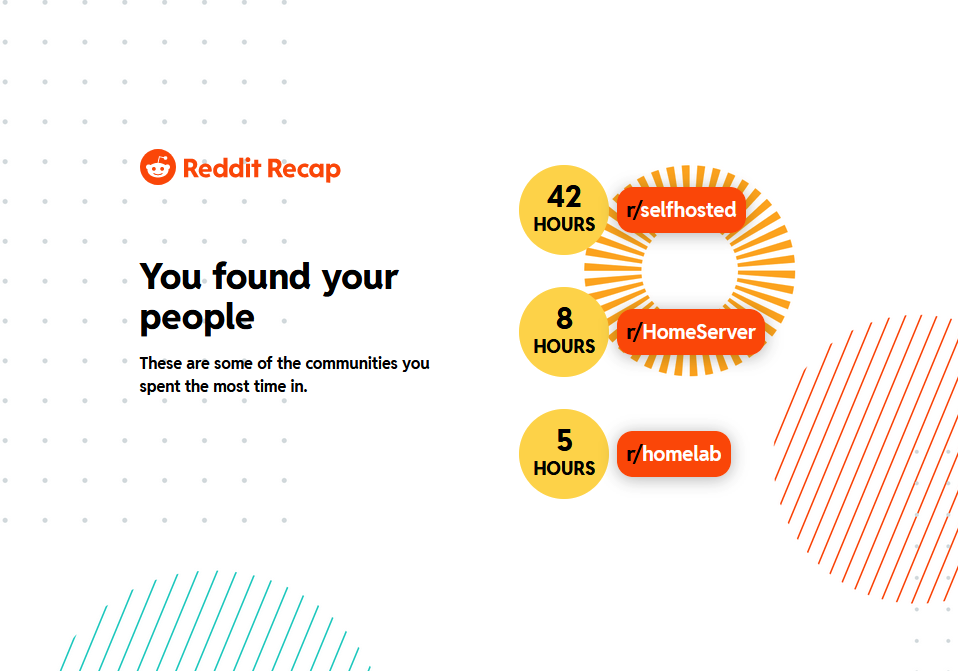 Reddit Recap
You found your
people
These are some of the communities you
spent the most time in.
42
HOURS
r/selfhosted
8
HOURS
r/HomeServer
5
HOURS
r/homelab